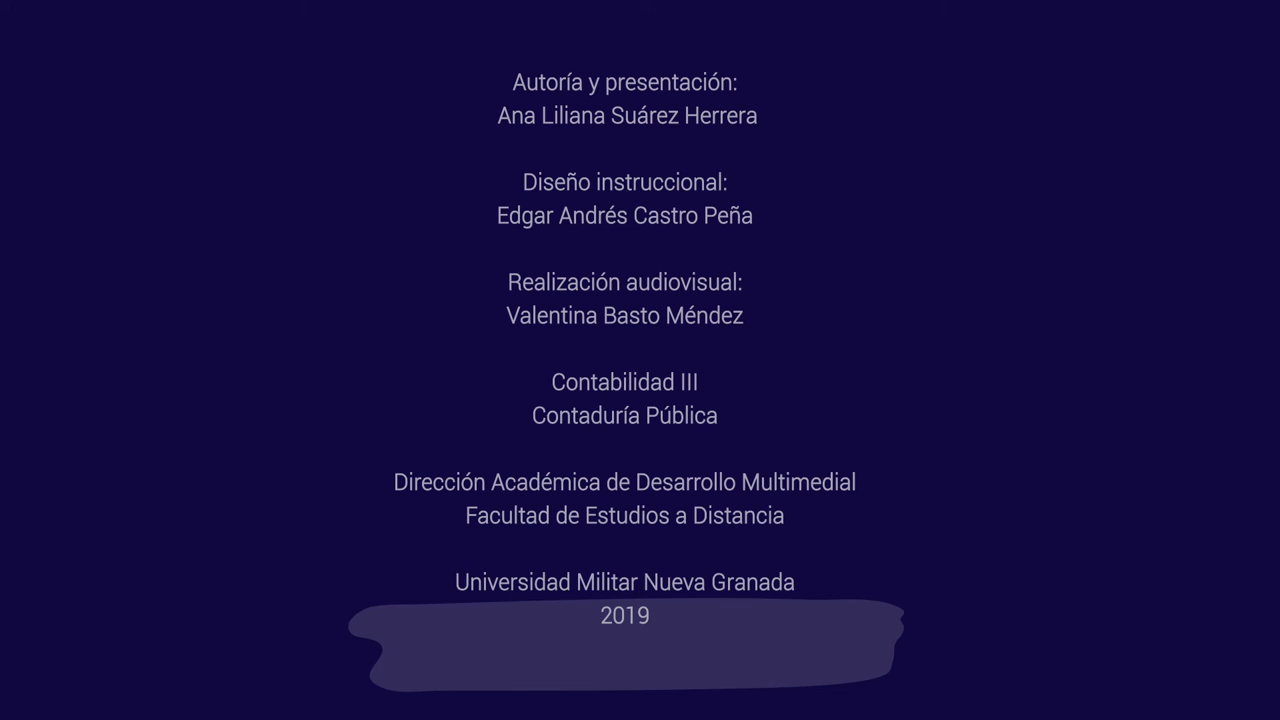 Autoría y presentación:
Ana Liliana Suárez Herrera
Diseño instruccional:
Edgar Andrés Castro Peña
Realización audiovisual:
Valentina Basto Méndez
Contabilidad III
Contaduría Pública
Dirección Académica de Desarrollo Multimedial
Facultad de Estudios a Distancia
Universidad Militar Nueva Granada
2019